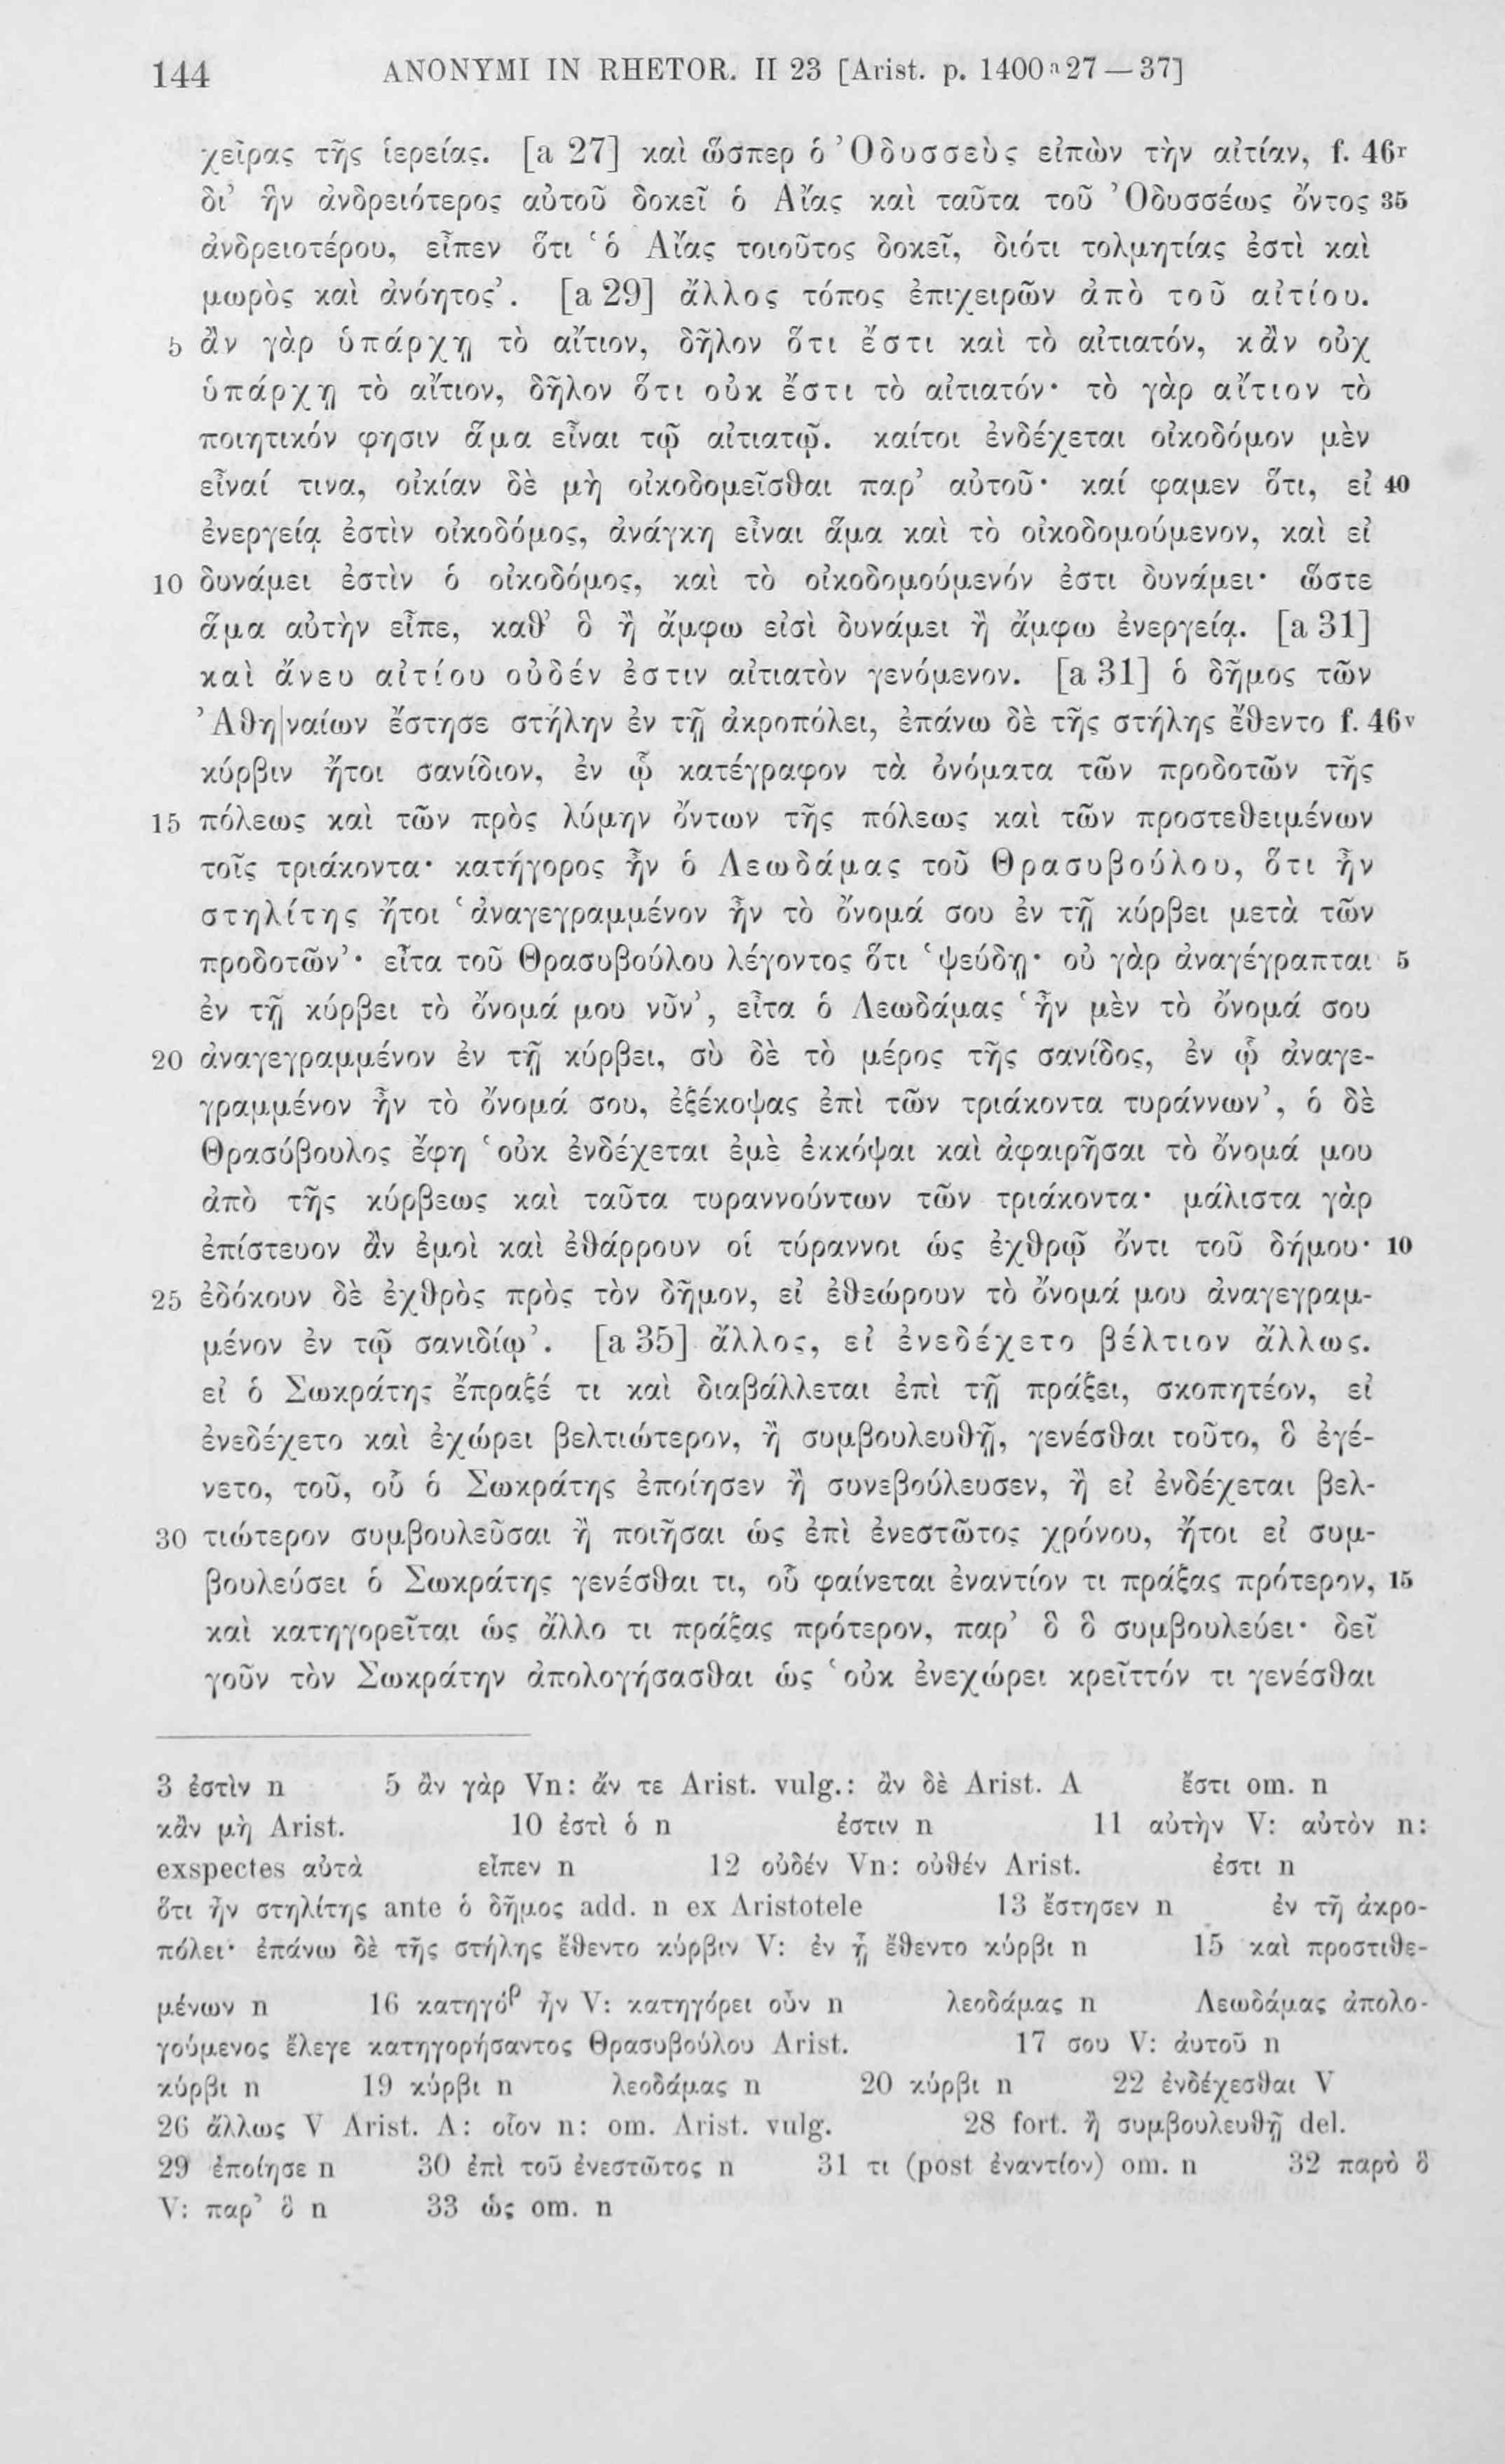 144 ANONYMI IN RHETOR. II 23 [Arist. p. 1400ᵃ27 — 37]
χεῖρας τῆς ἱερείας. [a 27] καὶ ὥσπερ ὁ Ὀδυσσεὺς εἰπὼν τὴν αἰτίαν, f. 46ʳ
δι’ ἣν ἀνδρειότερος αὐτοῦ δοκεῖ ὁ Αἴας καὶ ταῦτα τοῦ Ὀδυσσέως ὄντος 35
ἀνδρειοτέρου, εἶπεν ὅτι ‘ὁ Αἴας τοιοῦτος δοκεῖ, διότι τολμητίας ἐστὶ καὶ
μωρὸς καὶ ἀνόητος’. [a 29] ἄλλος τόπος ἐπιχειρῶν ἀπὸ τοῦ αἰτίου.
5 ἂν γὰρ ὑπάρχῃ τὸ αἴτιον, δῆλον ὅτι ἔστι καὶ τὸ αἰτιατόν, κἂν οὐχ
ὑπάρχῃ τὸ αἴτιον, δῆλον ὅτι οὐκ ἔστι τὸ αἰτιατόν· τὸ γὰρ αἴτιον τὸ
ποιητικόν φησιν ἅμα εἶναι τῷ αἰτιατῷ. καίτοι ἐνδέχεται οἰκοδόμον μὲν
εἶναί τινα, οἰκίαν δὲ μὴ οἰκοδομεῖσθαι παρ’ αὐτοῦ· καί φαμεν ὅτι, εἰ 40
ἐνεργείᾳ ἐστὶν οἰκοδόμος, ἀνάγκη εἶναι ἅμα καὶ τὸ οἰκοδομούμενον, καὶ εἰ
10 δυνάμει ἐστὶν ὁ οἰκοδόμος, καὶ τὸ οἰκοδομούμενόν ἐστι δυνάμει· ὥστε
ἅμα αὐτὴν εἶπε, καθ’ ὃ ἢ ἄμφω εἰσὶ δυνάμει ἢ ἄμφω ἐνεργείᾳ. [a 31]
καὶ ἄνευ αἰτίου οὐδέν ἐστιν αἰτιατὸν γενόμενον. [a 31] ὁ δῆμος τῶν
Ἀθη|ναίων ἔστησε στήλην ἐν τῇ ἀκροπόλει, ἐπάνω δὲ τῆς στήλης ἔθεντο f. 46ᵛ
κύρβιν ἤτοι σανίδιον, ἐν ᾧ κατέγραφον τὰ ὀνόματα τῶν προδοτῶν τῆς
15 πόλεως καὶ τῶν πρὸς λύμην ὄντων τῆς πόλεως καὶ τῶν προστεθειμένων
τοῖς τριάκοντα· κατήγορος ἦν ὁ Λεωδάμας τοῦ Θρασυβούλου, ὅτι ἦν
στηλίτης ἤτοι ‘ἀναγεγραμμένον ἦν τὸ ὄνομά σου ἐν τῇ κύρβει μετὰ τῶν
προδοτῶν’· εἶτα τοῦ Θρασυβούλου λέγοντος ὅτι ‘ψεύδῃ· οὐ γὰρ ἀναγέγραπται 5
ἐν τῇ κύρβει τὸ ὄνομά μου νῦν’, εἶτα ὁ Λεωδάμας ‘ἦν μὲν τὸ ὄνομά σου
20 ἀναγεγραμμένον ἐν τῇ κύρβει, σὺ δὲ τὸ μέρος τῆς σανίδος, ἐν ᾧ ἀναγε-
γραμμένον ἦν τὸ ὄνομά σου, ἐξέκοψας ἐπὶ τῶν τριάκοντα τυράννων’, ὁ δὲ
Θρασύβουλος ἔφη ‘οὐκ ἐνδέχεται ἐμὲ ἐκκόψαι καὶ ἀφαιρῆσαι τὸ ὄνομά μου
ἀπὸ τῆς κύρβεως καὶ ταῦτα τυραννούντων τῶν τριάκοντα· μάλιστα γὰρ
ἐπίστευον ἂν ἐμοὶ καὶ ἐθάρρουν οἱ τύραννοι ὡς ἐχθρῷ ὄντι τοῦ δήμου· 10
25 ἐδόκουν δὲ ἐχθρὸς πρὸς τὸν δῆμον, εἰ ἐθεώρουν τὸ ὄνομά μου ἀναγεγραμ-
μένον ἐν τῷ σανιδίῳ’. [a 35] ἄλλος, εἰ ἐνεδέχετο βέλτιον ἄλλως.
εἰ ὁ Σωκράτης ἔπραξέ τι καὶ διαβάλλεται ἐπὶ τῇ πράξει, σκοπητέον, εἰ
ἐνεδέχετο καὶ ἐχώρει βελτιώτερον, ἢ συμβουλευθῇ, γενέσθαι τοῦτο, ὃ ἐγέ-
νετο, τοῦ, οὗ ὁ Σωκράτης ἐποίησεν ἢ συνεβούλευσεν, ἢ εἰ ἐνδέχεται βελ-
30 τιώτερον συμβουλεῦσαι ἢ ποιῆσαι ὡς ἐπὶ ἐνεστῶτος χρόνου, ἤτοι εἰ συμ-
βουλεύσει ὁ Σωκράτης γενέσθαι τι, οὗ φαίνεται ἐναντίον τι πράξας πρότερον, 15
καὶ κατηγορεῖται ὡς ἄλλο τι πράξας πρότερον, παρ’ ὃ ὃ συμβουλεύει· δεῖ
γοῦν τὸν Σωκράτην ἀπολογήσασθαι ὡς ‘οὐκ ἐνεχώρει κρεῖττόν τι γενέσθαι
3 ἐστὶν n 5 ἂν γὰρ Vn: ἄν τε Arist. vulg.: ἂν δὲ Arist. A ἔστι om. n
κἂν μὴ Arist. 10 ἐστὶ ὁ n ἐστιν n 11 αὐτὴν V: αὐτὸν n:
exspectes αὐτὰ εἶπεν n 12 οὐδέν Vn: οὐθέν Arist. ἐστι n
ὅτι ἦν στηλίτης ante ὁ δῆμος add. n ex Aristotele 13 ἔστησεν n ἐν τῇ ἀκρο-
πόλει· ἐπάνω δὲ τῆς στήλης ἔθεντο κύρβιν V: ἐν ᾗ ἔθεντο κύρβι n 15 καὶ προστιθε-
μένων n 16 κατηγόᵖ ἦν V: κατηγόρει οὖν n λεοδάμας n Λεωδάμας ἀπολο-
γούμενος ἔλεγε κατηγορήσαντος Θρασυβούλου Arist. 17 σου V: αὐτοῦ n
κύρβι n 19 κύρβι n λεοδάμας n 20 κύρβι n 22 ἐνδέχεσθαι V
26 ἄλλως V Arist. A: οἷον n: om. Arist. vulg. 28 fort. ἢ συμβουλευθῇ del.
29 ἐποίησε n 30 ἐπὶ τοῦ ἐνεστῶτος n 31 τι (post ἐναντίον) om. n 32 παρὸ ὃ
V: παρ’ ὃ n 33 ὡς om. n